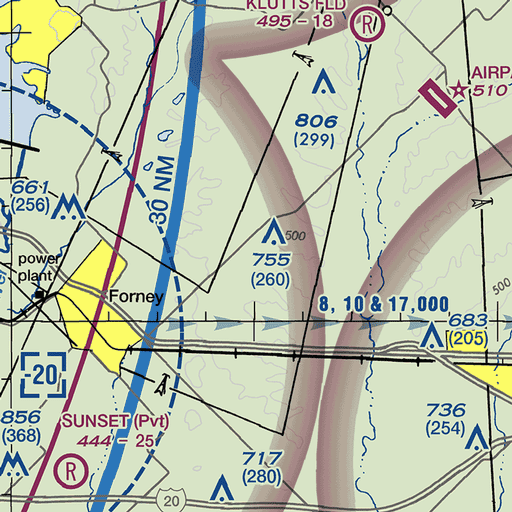 KLUTTS FLD
495 - 18 R
AIRPA
510
806
(299)
30 NM
661
(256)
500
755
(260)
power
plant
Forney
500
8, 10 & 17,000
683
(205)
-20
856
(368)
SUNSET (Pvt)
444 - 25
R
736
(254)
717
(280)
20